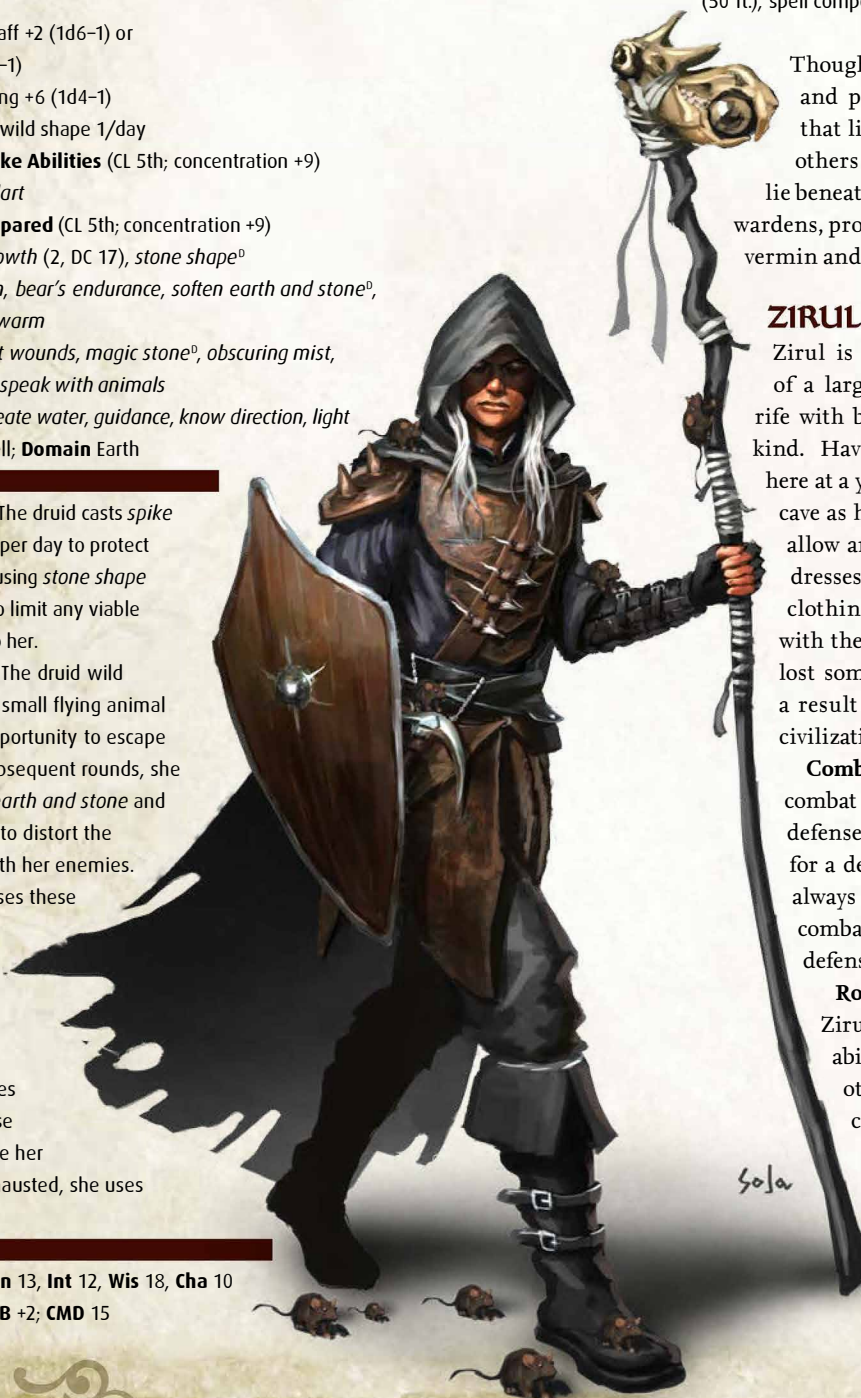 aff +2 (1d6–1) or
–1)
ng +6 (1d4–1)
wild shape 1/day
ke Abilities (CL 5th; concentration +9)
lart
pared (CL 5th; concentration +9)
owth (2, DC 17), stone shapeᴰ
n, bear's endurance, soften earth and stoneᴰ,
warm
t wounds, magic stoneᴰ, obscuring mist,
speak with animals
eate water, guidance, know direction, light
ell; Domain Earth
The druid casts spike
per day to protect
using stone shape
o limit any viable
o her.
The druid wild
small flying animal
portunity to escape
bsequent rounds, she
earth and stone and
to distort the
th her enemies.
ses these
es
se
e her
hausted, she uses
n 13, Int 12, Wis 18, Cha 10
B +2; CMD 15
(50 ft.), spell comp
Though
and p
that li
others
lie beneat
wardens, pro
vermin and
ZIRUL
Zirul is
of a larg
rife with b
kind. Hav
here at a y
cave as h
allow a
dresses
clothin
with the
lost som
a result
civilizati
Comb
combat
defense
for a de
always
comba
defens
Ro
Ziru
abi
ot
c
Sola